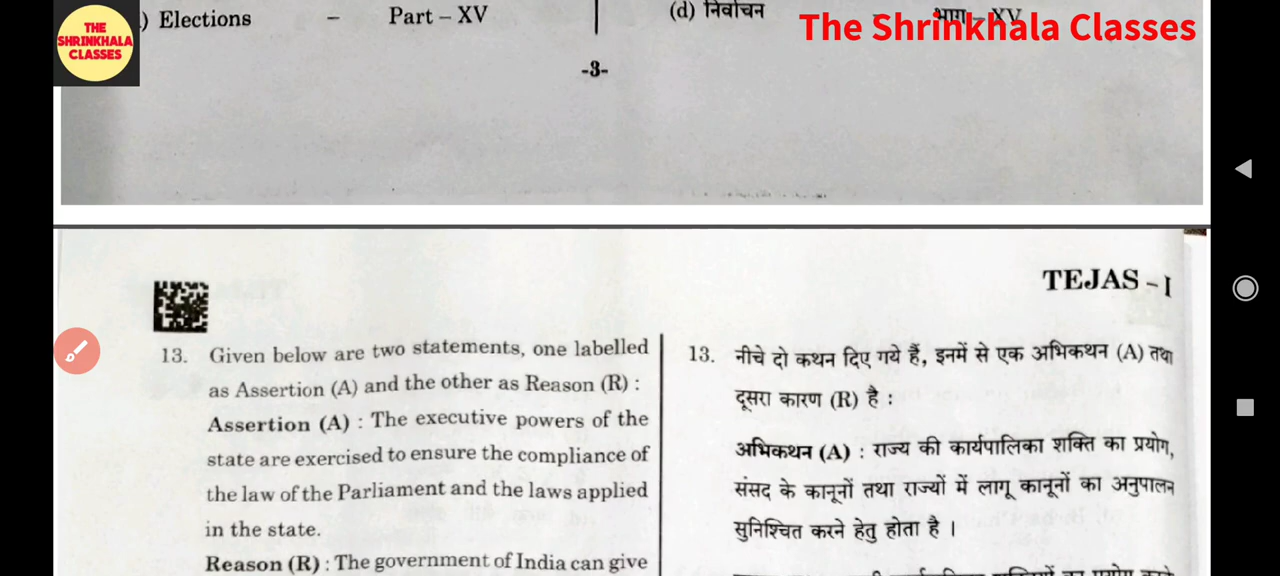 THE
SHRINKHALA
CLASSES
The Shrinkhala Classes
) Elections – Part – XV
(d) निर्वाचन - भाग – XV
-3-
TEJAS – I
13. Given below are two statements, one labelled
as Assertion (A) and the other as Reason (R) :
Assertion (A) : The executive powers of the
state are exercised to ensure the compliance of
the law of the Parliament and the laws applied
in the state.
Reason (R) : The government of India can give
13. नीचे दो कथन दिए गये हैं, इनमें से एक अभिकथन (A) तथा
दूसरा कारण (R) है :
अभिकथन (A) : राज्य की कार्यपालिका शक्ति का प्रयोग,
संसद के कानूनों तथा राज्यों में लागू कानूनों का अनुपालन
सुनिश्चित करने हेतु होता है ।